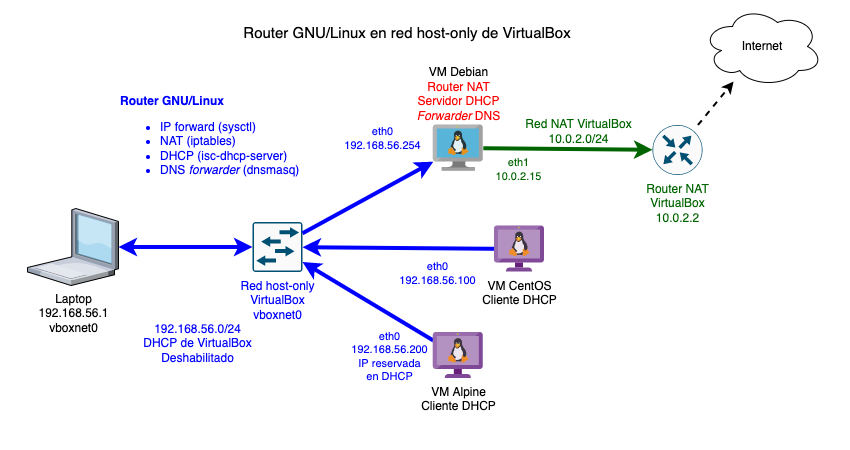 Router GNU/Linux en red host-only de VirtualBox
Internet
VM Debian
Router NAT
Servidor DHCP
Forwarder DNS
Router GNU/Linux
• IP forward (sysctl)
• NAT (iptables)
• DHCP (isc-dhcp-server)
• DNS forwarder (dnsmasq)
eth0
192.168.56.254
Red NAT VirtualBox
10.0.2.0/24
eth1
10.0.2.15
Router NAT
VirtualBox
10.0.2.2
Laptop
192.168.56.1
vboxnet0
Red host-only
VirtualBox
vboxnet0
eth0
192.168.56.100
VM CentOS
Cliente DHCP
192.168.56.0/24
DHCP de VirtualBox
Deshabilitado
eth0
192.168.56.200
IP reservada
en DHCP
VM Alpine
Cliente DHCP